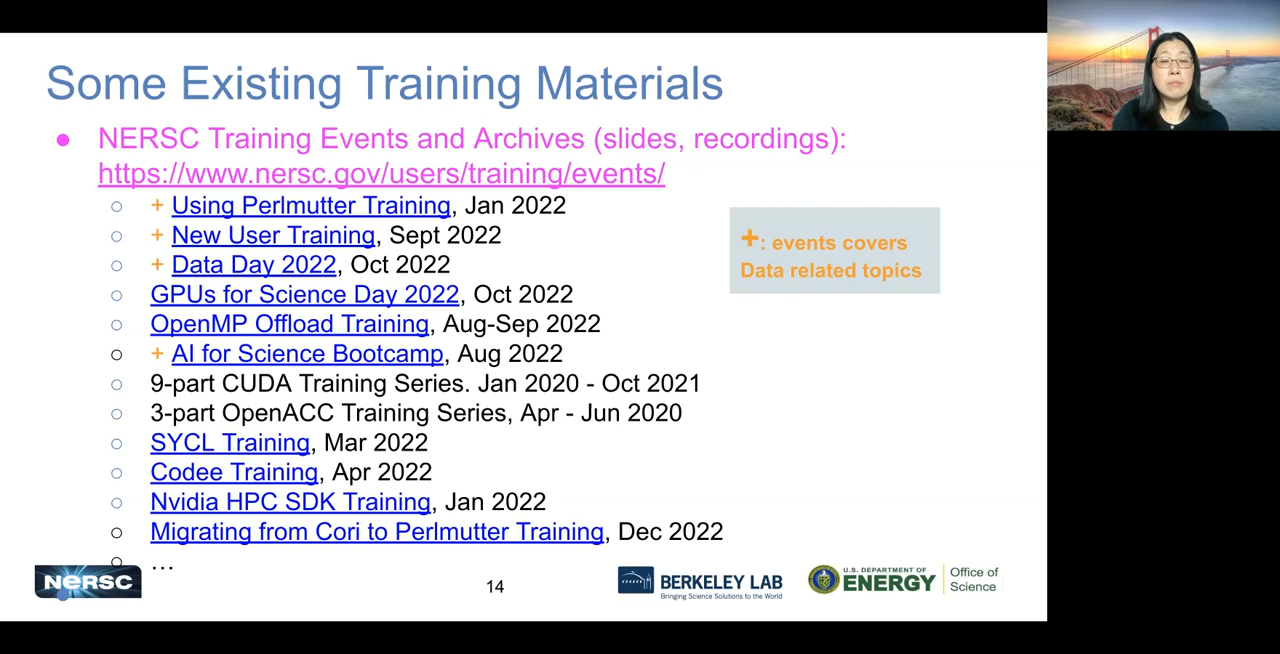 Some Existing Training Materials
● NERSC Training Events and Archives (slides, recordings):
https://www.nersc.gov/users/training/events/
○ + Using Perlmutter Training, Jan 2022
○ + New User Training, Sept 2022
○ + Data Day 2022, Oct 2022
○ GPUs for Science Day 2022, Oct 2022
○ OpenMP Offload Training, Aug-Sep 2022
○ + AI for Science Bootcamp, Aug 2022
○ 9-part CUDA Training Series. Jan 2020 - Oct 2021
○ 3-part OpenACC Training Series, Apr - Jun 2020
○ SYCL Training, Mar 2022
○ Codee Training, Apr 2022
○ Nvidia HPC SDK Training, Jan 2022
○ Migrating from Cori to Perlmutter Training, Dec 2022
○ ...
+: events covers
Data related topics
NERSC
14
BERKELEY LAB
Bringing Science Solutions to the World
U.S. DEPARTMENT OF
ENERGY
Office of
Science